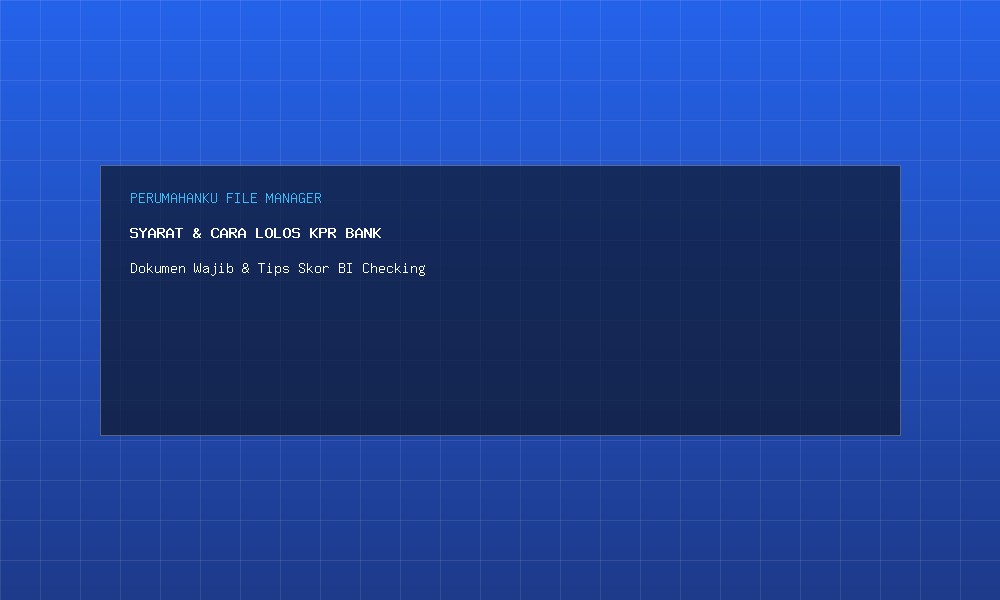 PERUMAHANKU FILE MANAGER
SYARAT & CARA LOLOS KPR BANK
Dokumen Wajib & Tips Skor BI Checking